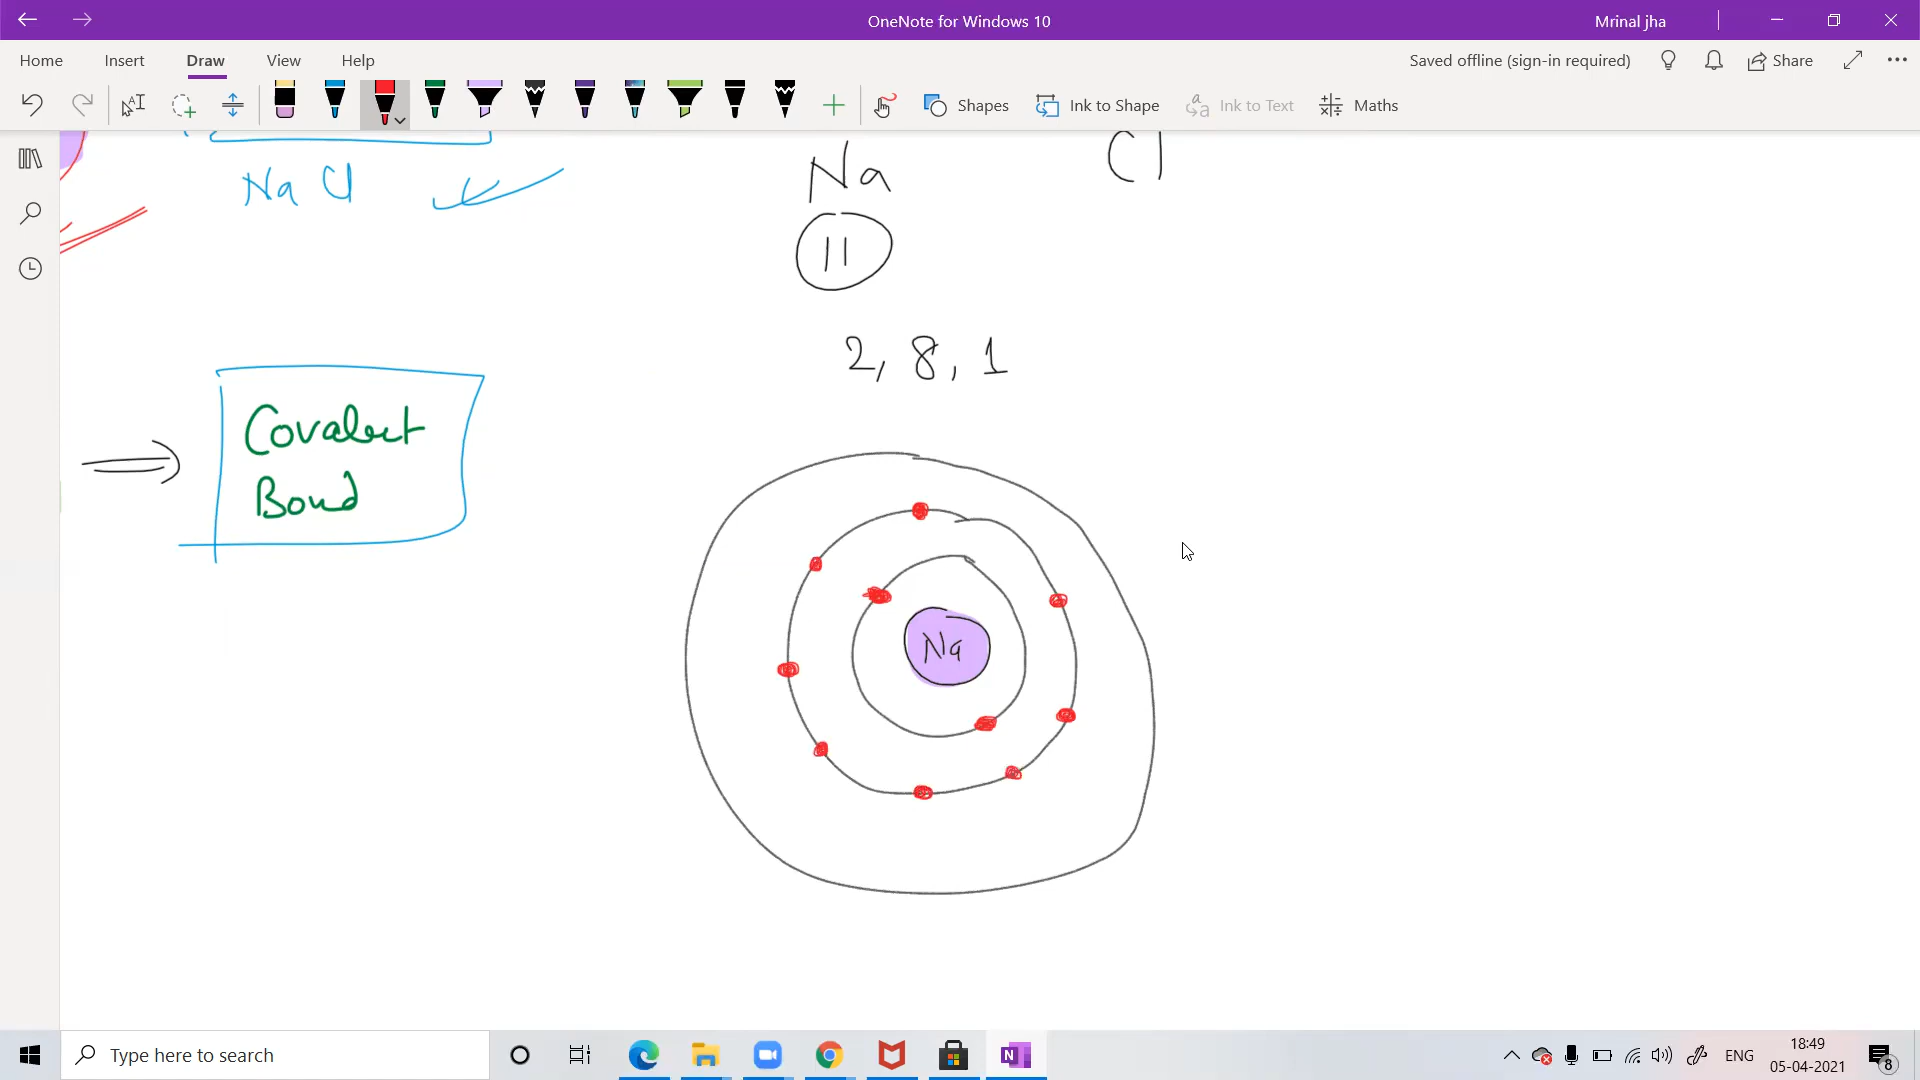 OneNote for Windows 10
Mrinal jha
Home Insert Draw View Help
Saved offline (sign-in required)
Share
Shapes
Ink to Shape
Ink to Text
Maths
Na Cl
Na
Cl
11
2, 8, 1
Covalent
Bond
Na
Type here to search
ENG
18:49
05-04-2021
8